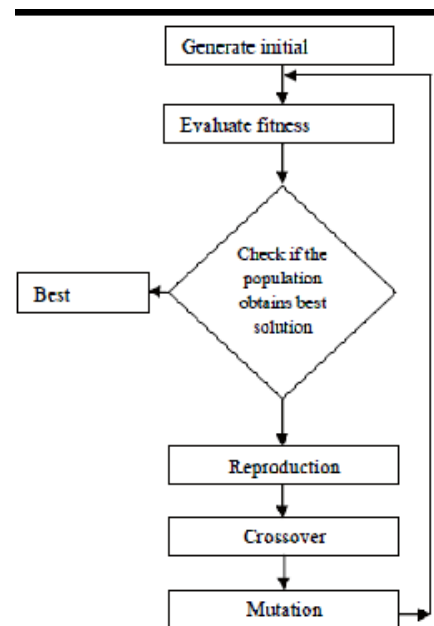 Generate initial
Evaluate fitness
Check if the
population
obtains best
solution
Best
Reproduction
Crossover
Mutation